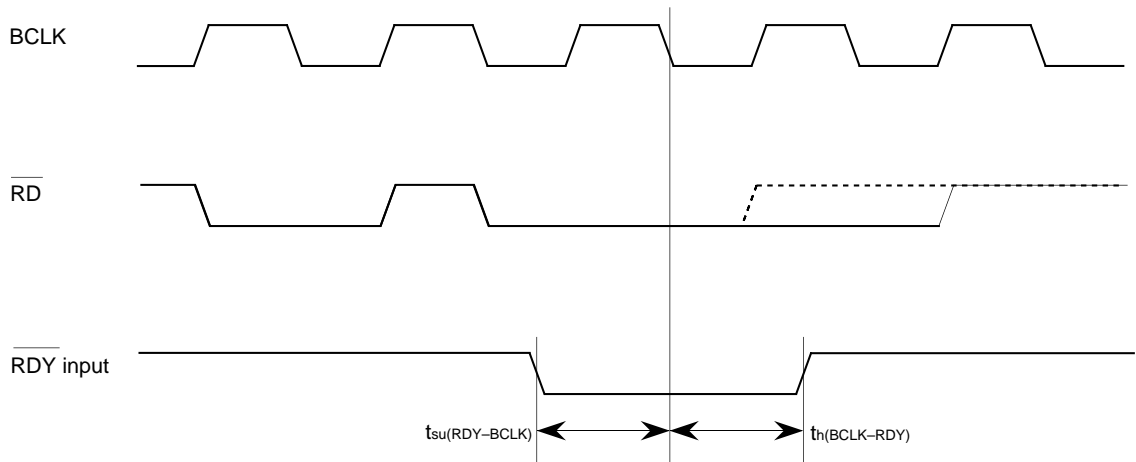 BCLK
RD
RDY input
tsu(RDY–BCLK)
th(BCLK–RDY)